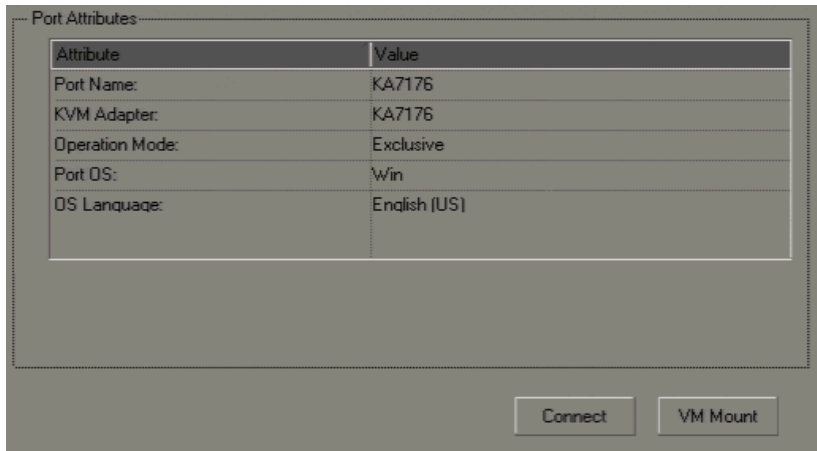 Port Attributes
Attribute Value
Port Name: KA7176
KVM Adapter: KA7176
Operation Mode: Exclusive
Port OS: Win
OS Language: English (US)
Connect VM Mount